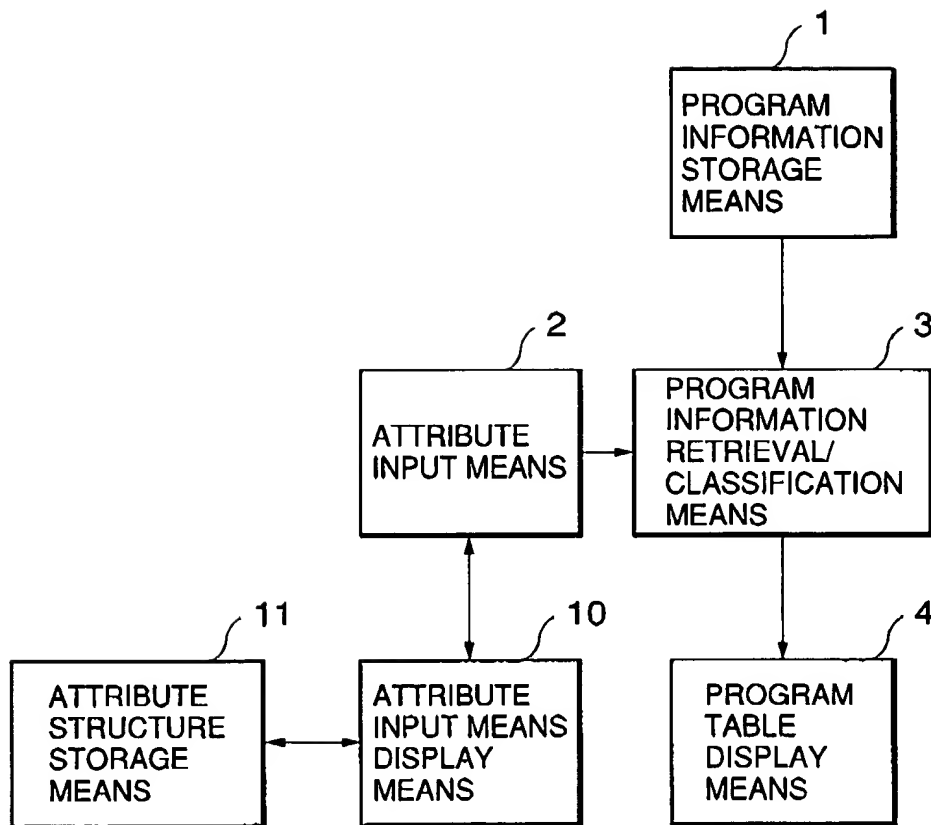 1
PROGRAM
INFORMATION
STORAGE
MEANS
2
ATTRIBUTE
INPUT MEANS
3
PROGRAM
INFORMATION
RETRIEVAL/
CLASSIFICATION
MEANS
11
ATTRIBUTE
STRUCTURE
STORAGE
MEANS
10
ATTRIBUTE
INPUT MEANS
DISPLAY
MEANS
4
PROGRAM
TABLE
DISPLAY
MEANS